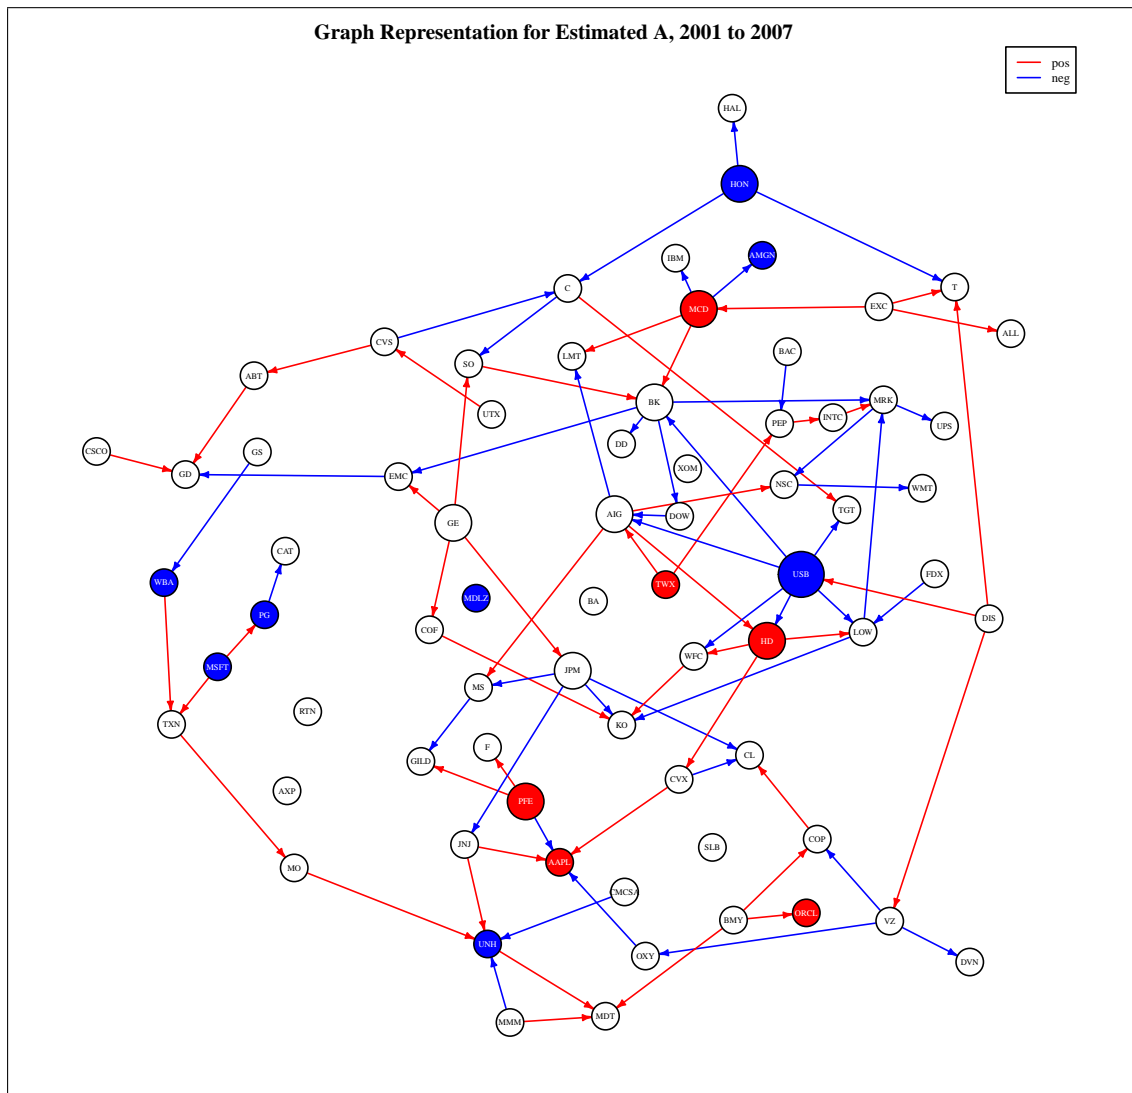 Graph Representation for Estimated A, 2001 to 2007
pos
neg
HAL
HON
IBM
AMGN
C
T
MCD
EXC
ALL
CVS
SO
LMT
BAC
ABT
BK
MRK
UTX
PEP
INTC
UPS
DD
CSCO
GS
GD
EMC
XOM
NSC
WMT
AIG
DOW
TGT
GE
CAT
WBA
TWX
USB
FDX
MDLZ
BA
PG
DIS
COF
HD
LOW
WFC
MSFT
JPM
MS
RTN
TXN
KO
F
CL
GILD
CVX
AXP
PFE
JNJ
SLB
COP
AAPL
MO
CMCSA
ORCL
BMY
VZ
UNH
OXY
DVN
MDT
MMM